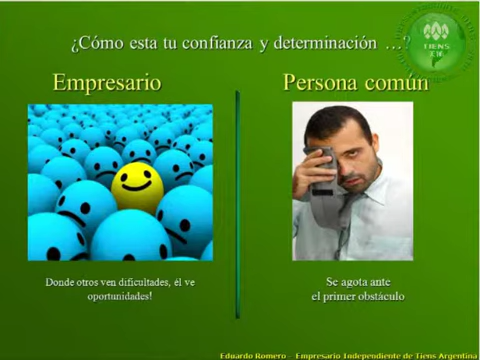 ¿Cómo esta tu confianza y determinación …?
TIENS
Empresario
Persona común
Donde otros ven dificultades, él ve
oportunidades!
Se agota ante
el primer obstáculo
Eduardo Romero - Empresario Independiente de Tiens Argentina